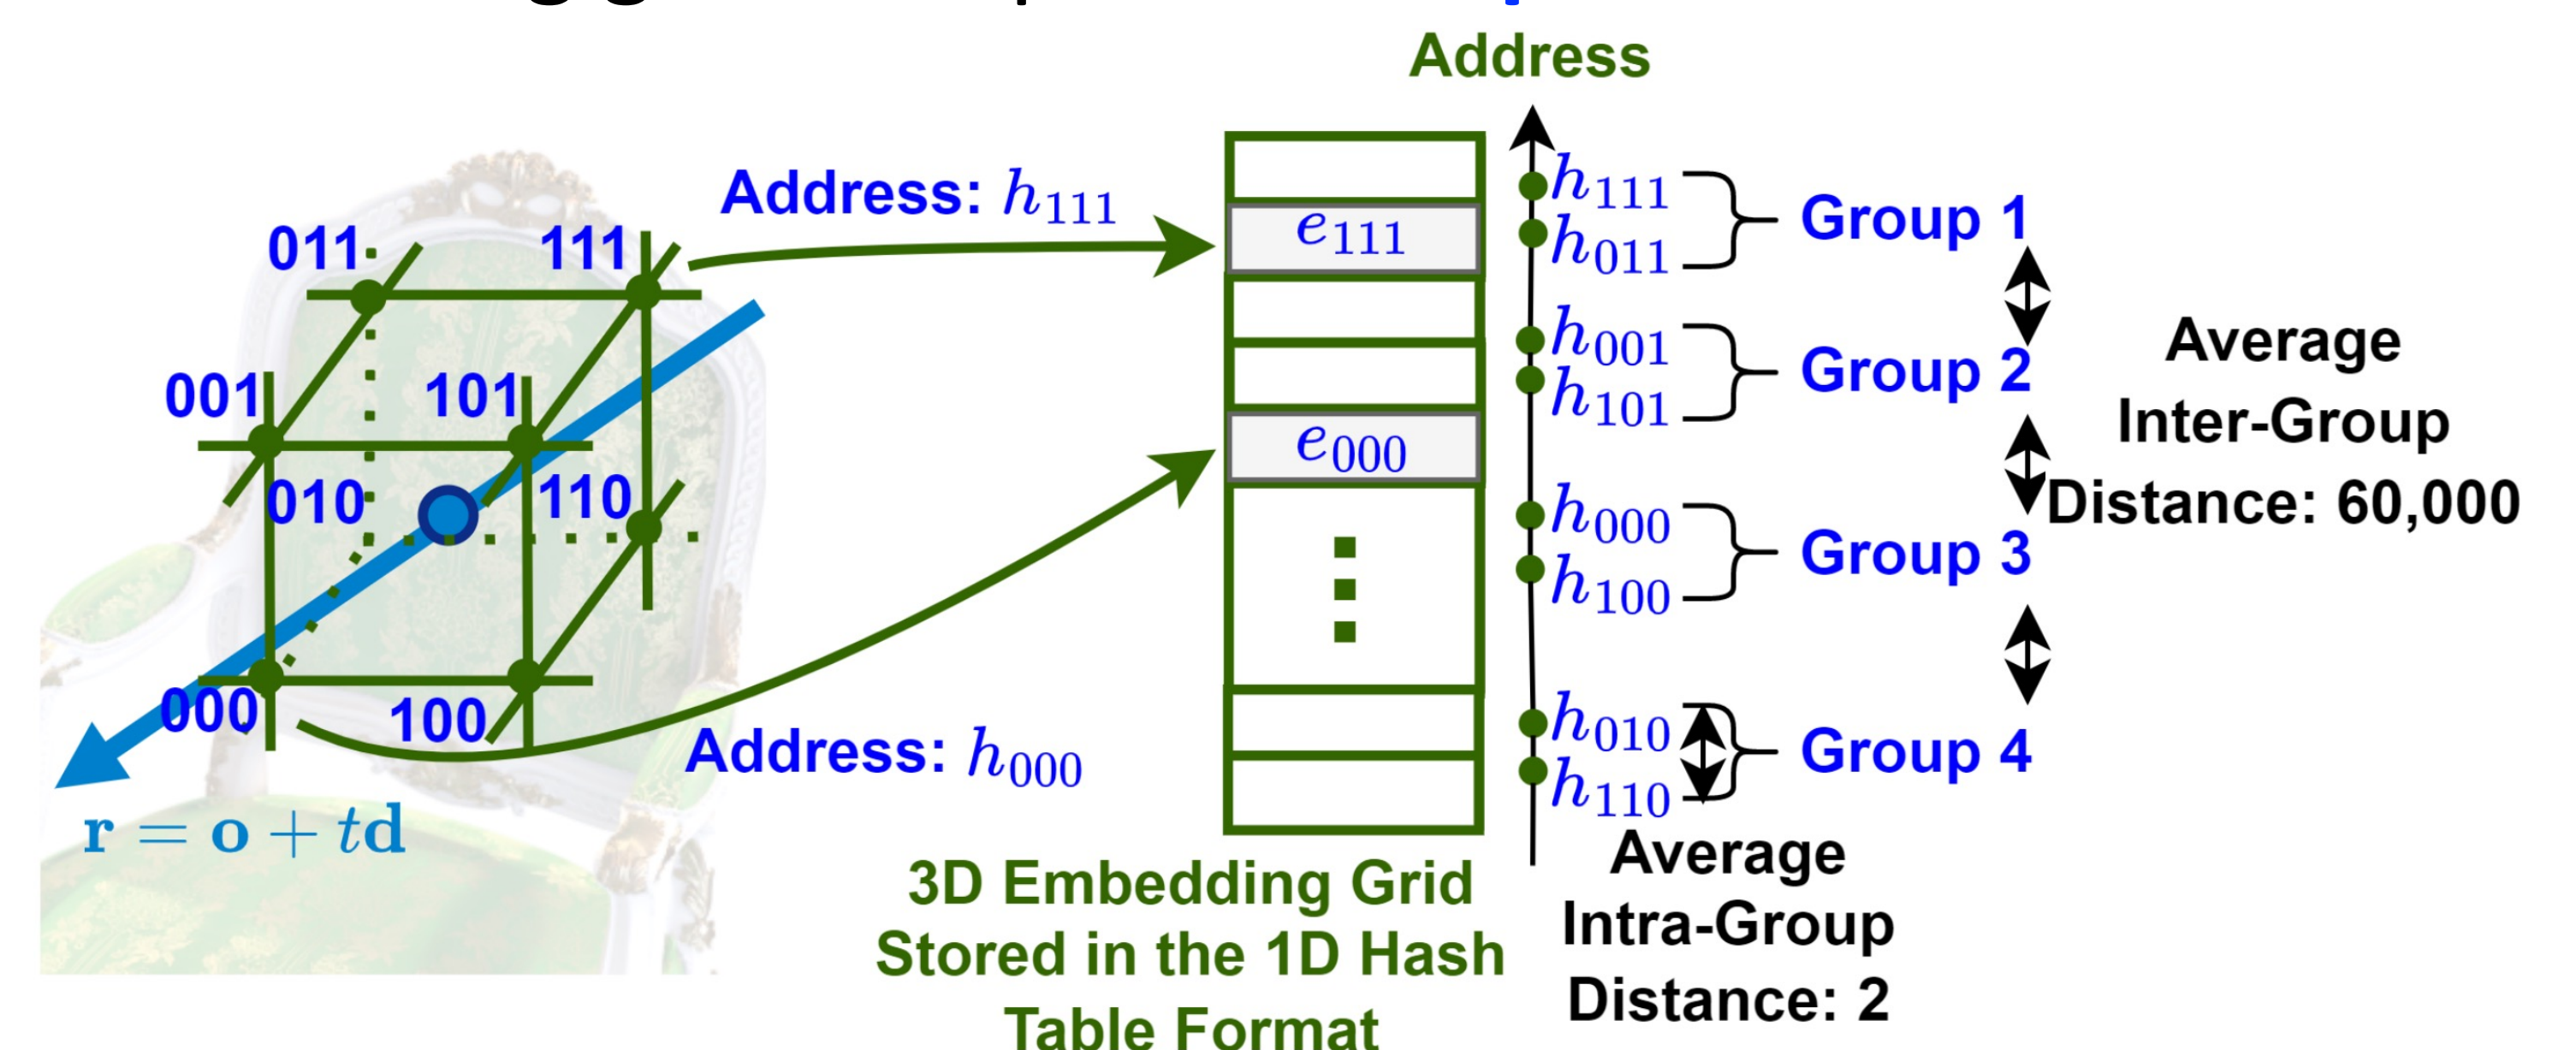 Address
Address: h111
011
111
001
101
010
110
000
100
r = o + td
Address: h000
e111
e000
3D Embedding Grid
Stored in the 1D Hash
Table Format
h111
h011
Group 1
h001
h101
Group 2
h000
h100
Group 3
h010
h110
Group 4
Average
Inter-Group
Distance: 60,000
Average
Intra-Group
Distance: 2